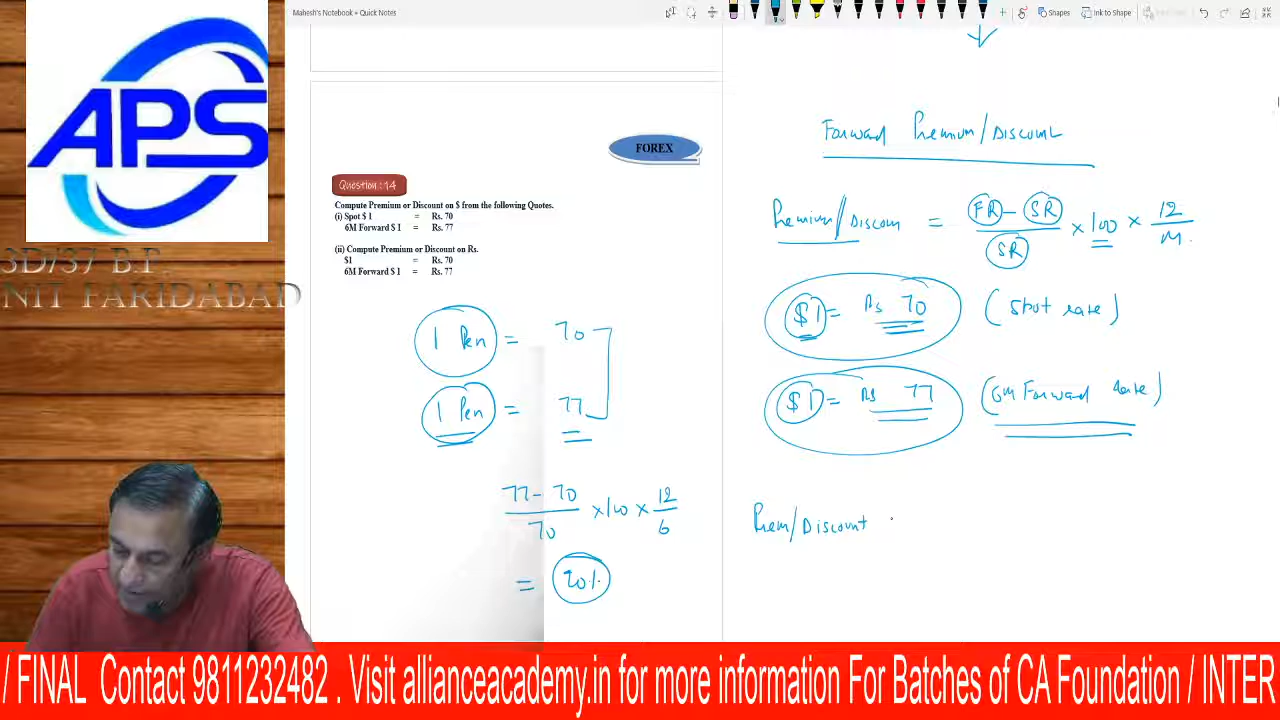 Mahesh's Notebook » Quick Notes
Shapes
Ink to Shape
APS
3D/37 B.P.
NIT FARIDABAD
FOREX
Question : 14
Compute Premium or Discount on $ from the following Quotes.
(i) Spot $ 1 = Rs. 70
6M Forward $ 1 = Rs. 77
(ii) Compute Premium or Discount on Rs.
$1 = Rs. 70
6M Forward $ 1 = Rs. 77
1 Pen = 70
1 Pen = 77
77 - 70 / 70 × 100 × 12 / 6
= 20%
Forward Premium/Discount
Premium/Discoun = FR - SR / SR × 100 × 12 / M.
$1 = Rs 70 (Spot rate)
$1 = Rs 77 (6m Forward rate)
Prem/Discount
/ FINAL Contact 9811232482 . Visit allianceacademy.in for more information For Batches of CA Foundation / INTER